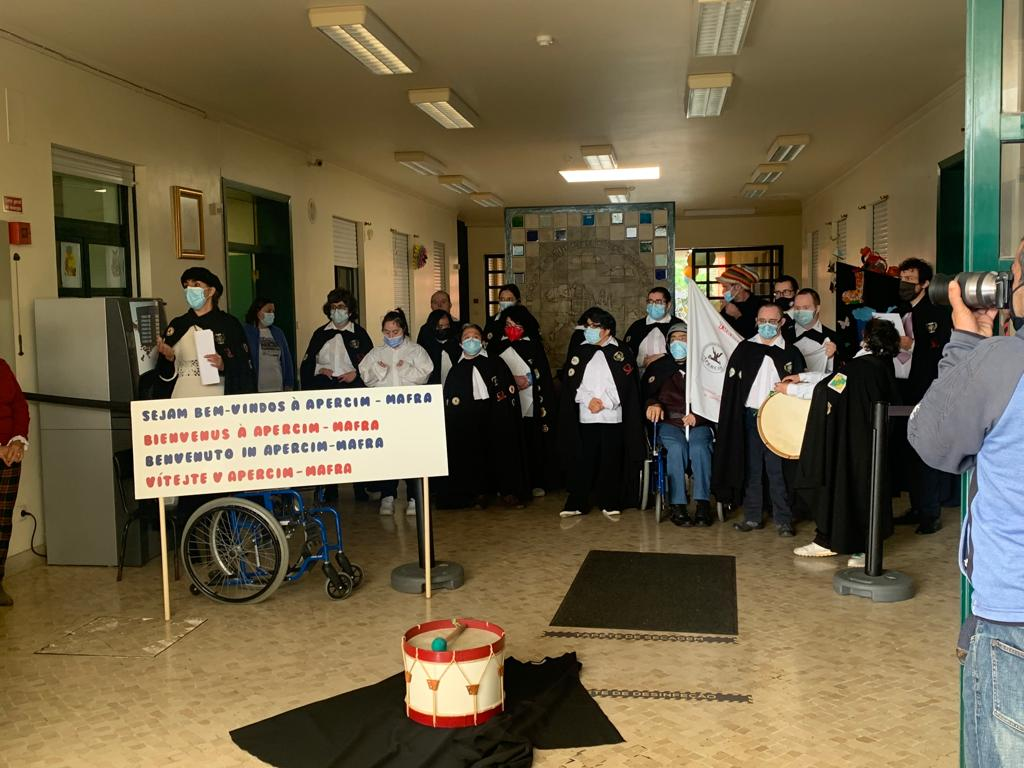 SEJAM BEM-VINDOS À APERCIM - MAFRA
BIENVENUS À APERCIM - MAFRA
BENVENUTO IN APERCIM-MAFRA
VÍTEJTE V APERCIM-MAFRA